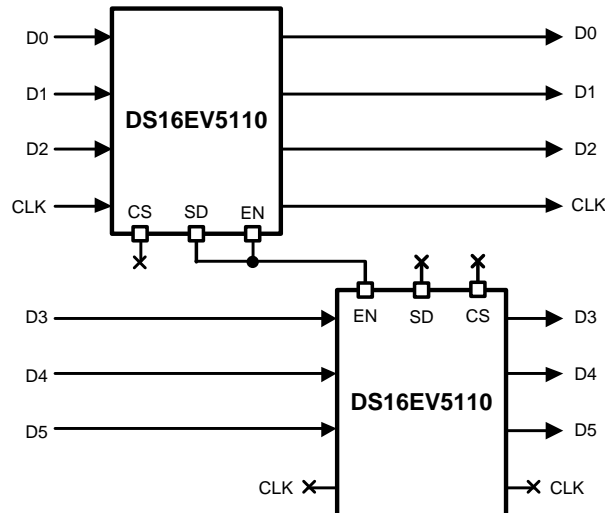 D0 D0
D1 D1
DS16EV5110
D2 D2
CLK CS SD EN CLK
D3 EN SD CS D3
D4 D4
DS16EV5110
D5 D5
CLK CLK